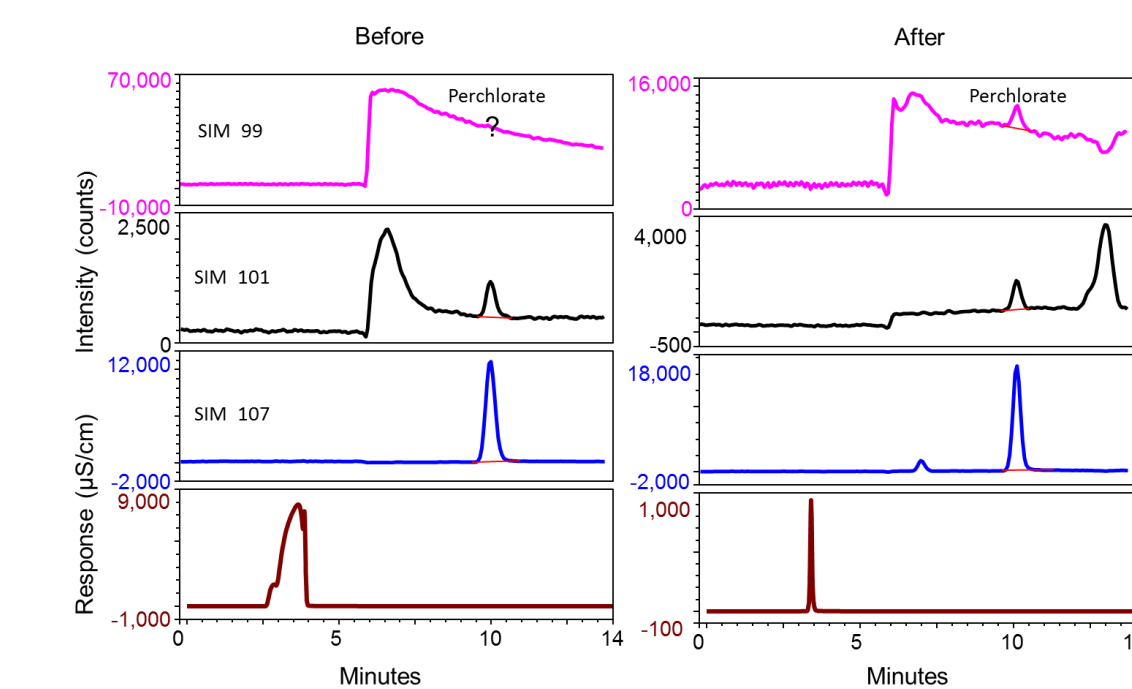 Before
After
70,000
Perchlorate
?
SIM 99
-10,000
16,000
Perchlorate
0
Intensity (counts)
2,500
SIM 101
0
4,000
-500
12,000
SIM 107
-2,000
18,000
-2,000
Response (µS/cm)
9,000
-1,000
1,000
-100
0 5 10 14
0 5 10 1
Minutes
Minutes